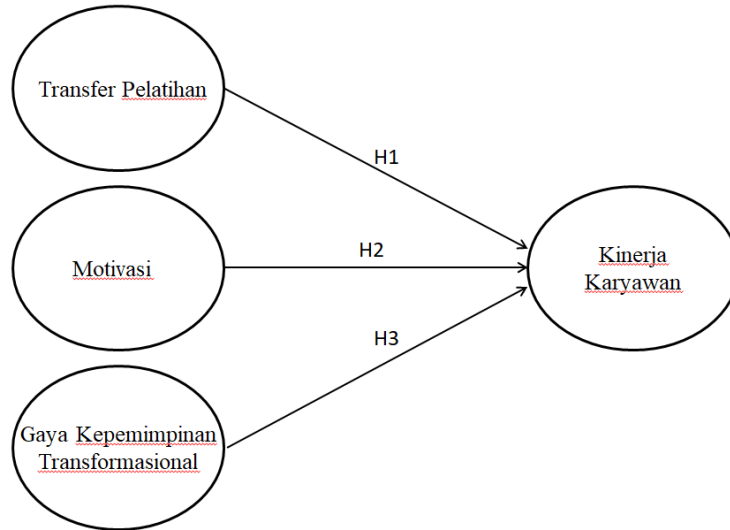 Transfer Pelatihan
H1
Motivasi
H2
Kinerja
Karyawan
H3
Gaya Kepemimpinan
Transformasional